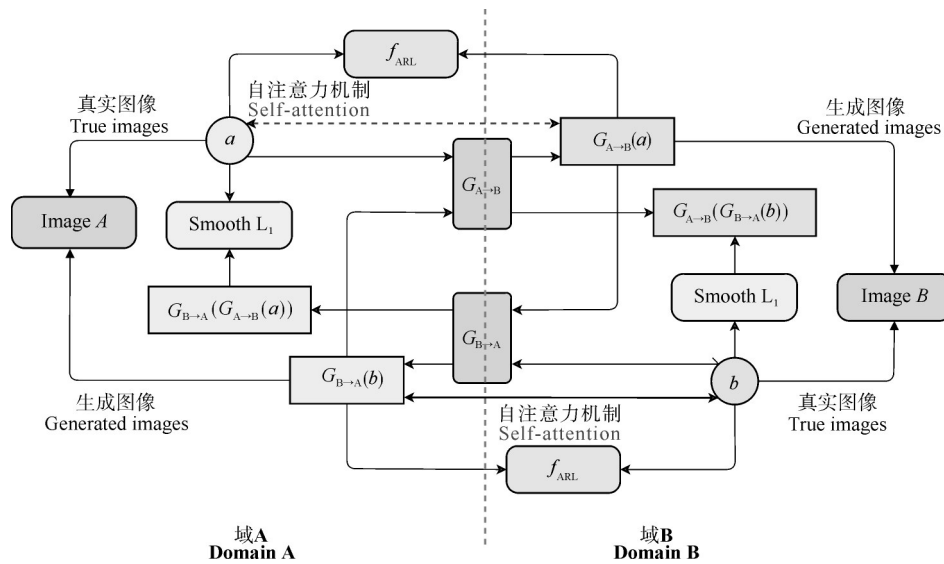 f_ARL
自注意力机制
Self-attention
真实图像
True images
生成图像
Generated images
a
G_A→B(a)
G_A→B
Image A
Smooth L₁
G_A→B(G_B→A(b))
G_B→A(G_A→B(a))
G_B→A
Smooth L₁
Image B
G_B→A(b)
b
生成图像
Generated images
自注意力机制
Self-attention
真实图像
True images
f_ARL
域A
Domain A
域B
Domain B